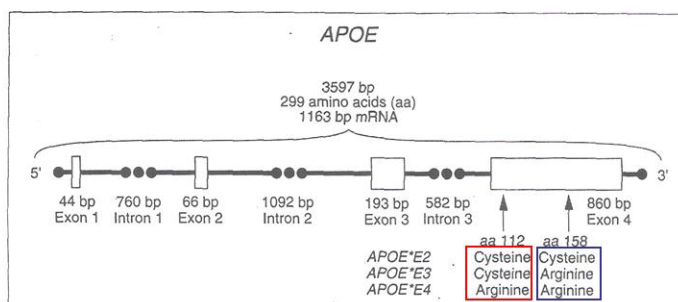 APOE
3597 bp
299 amino acids (aa)
1163 bp mRNA
5' 3'
44 bp 760 bp 66 bp 1092 bp 193 bp 582 bp 860 bp
Exon 1 Intron 1 Exon 2 Intron 2 Exon 3 Intron 3 Exon 4
aa 112 aa 158
APOE*E2 Cysteine Cysteine
APOE*E3 Cysteine Arginine
APOE*E4 Arginine Arginine